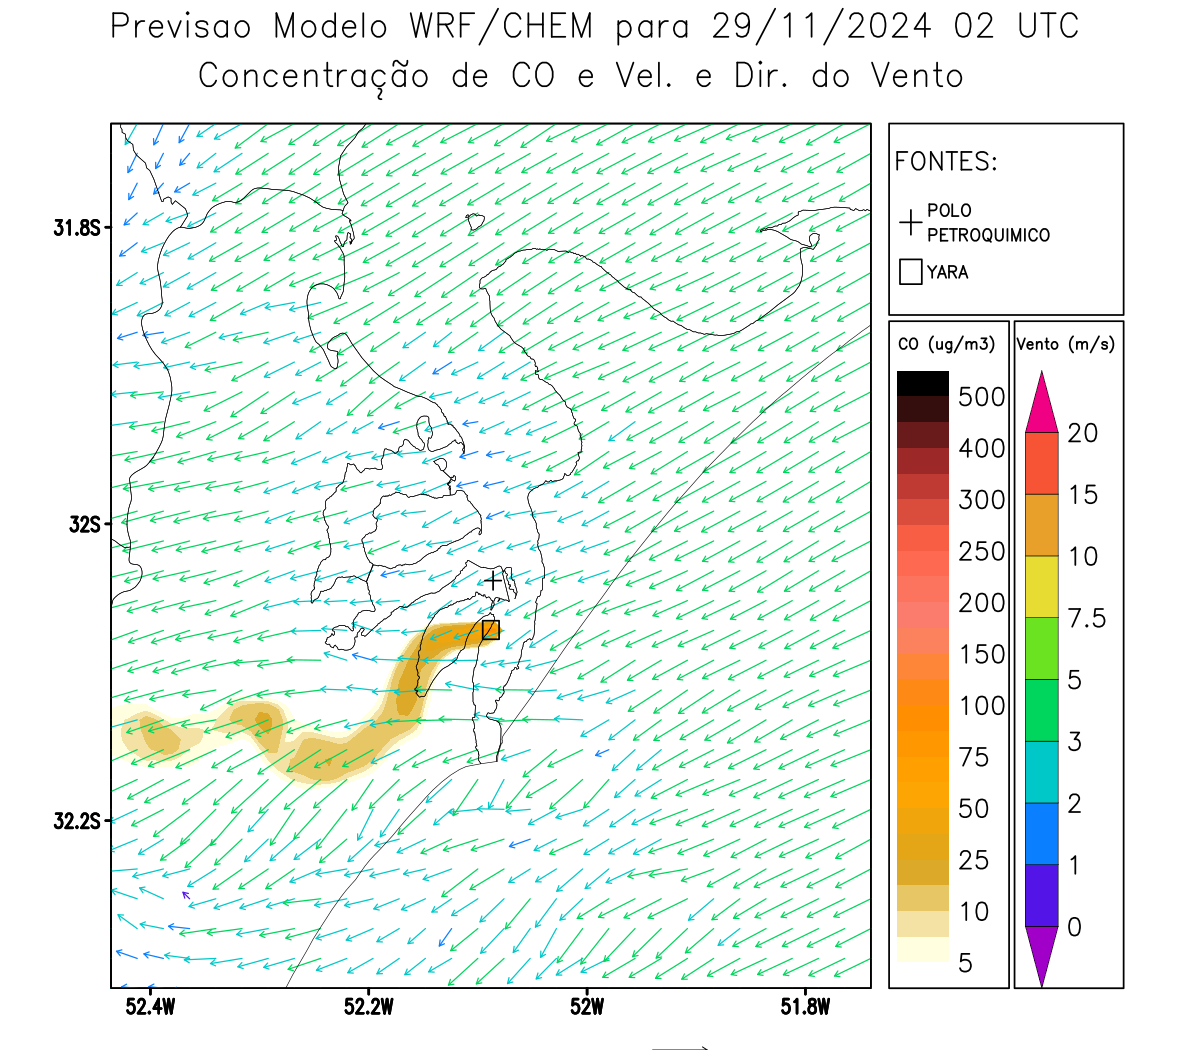 Previsao Modelo WRF/CHEM para 29/11/2024 02 UTC
Concentração de CO e Vel. e Dir. do Vento
FONTES:
POLO
PETROQUIMICO
YARA
CO (ug/m3)
500
400
300
250
200
150
100
75
50
25
10
5
Vento (m/s)
20
15
10
7.5
5
3
2
1
0
31.8S
32S
32.2S
52.4W
52.2W
52W
51.8W